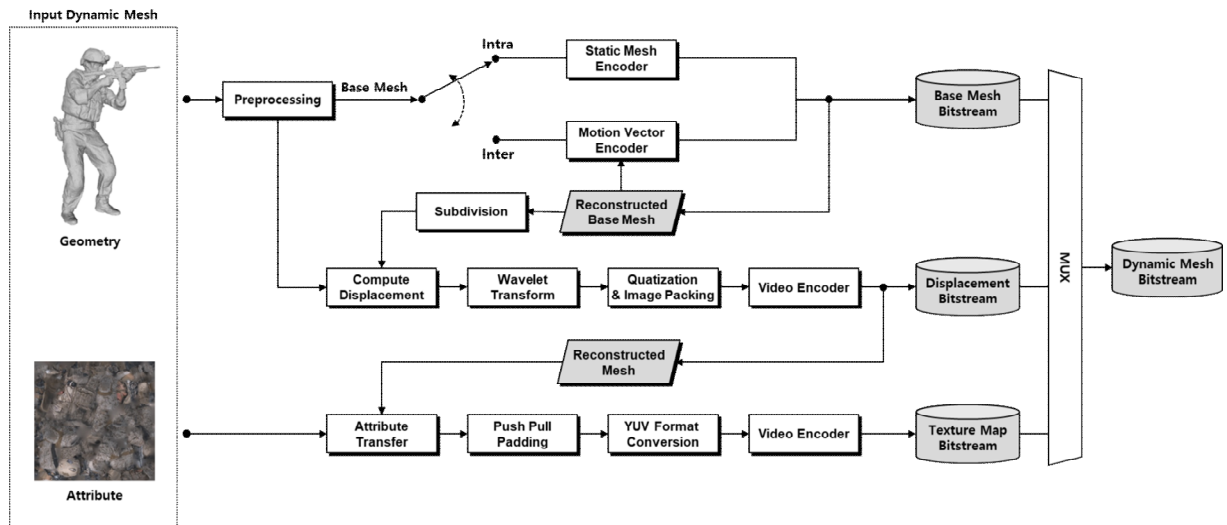 Input Dynamic Mesh
Geometry
Attribute
Preprocessing
Base Mesh
Intra
Inter
Static Mesh
Encoder
Motion Vector
Encoder
Base Mesh
Bitstream
Subdivision
Reconstructed
Base Mesh
Compute
Displacement
Wavelet
Transform
Quatization
& Image Packing
Video Encoder
Displacement
Bitstream
Reconstructed
Mesh
Attribute
Transfer
Push Pull
Padding
YUV Format
Conversion
Video Encoder
Texture Map
Bitstream
MUX
Dynamic Mesh
Bitstream